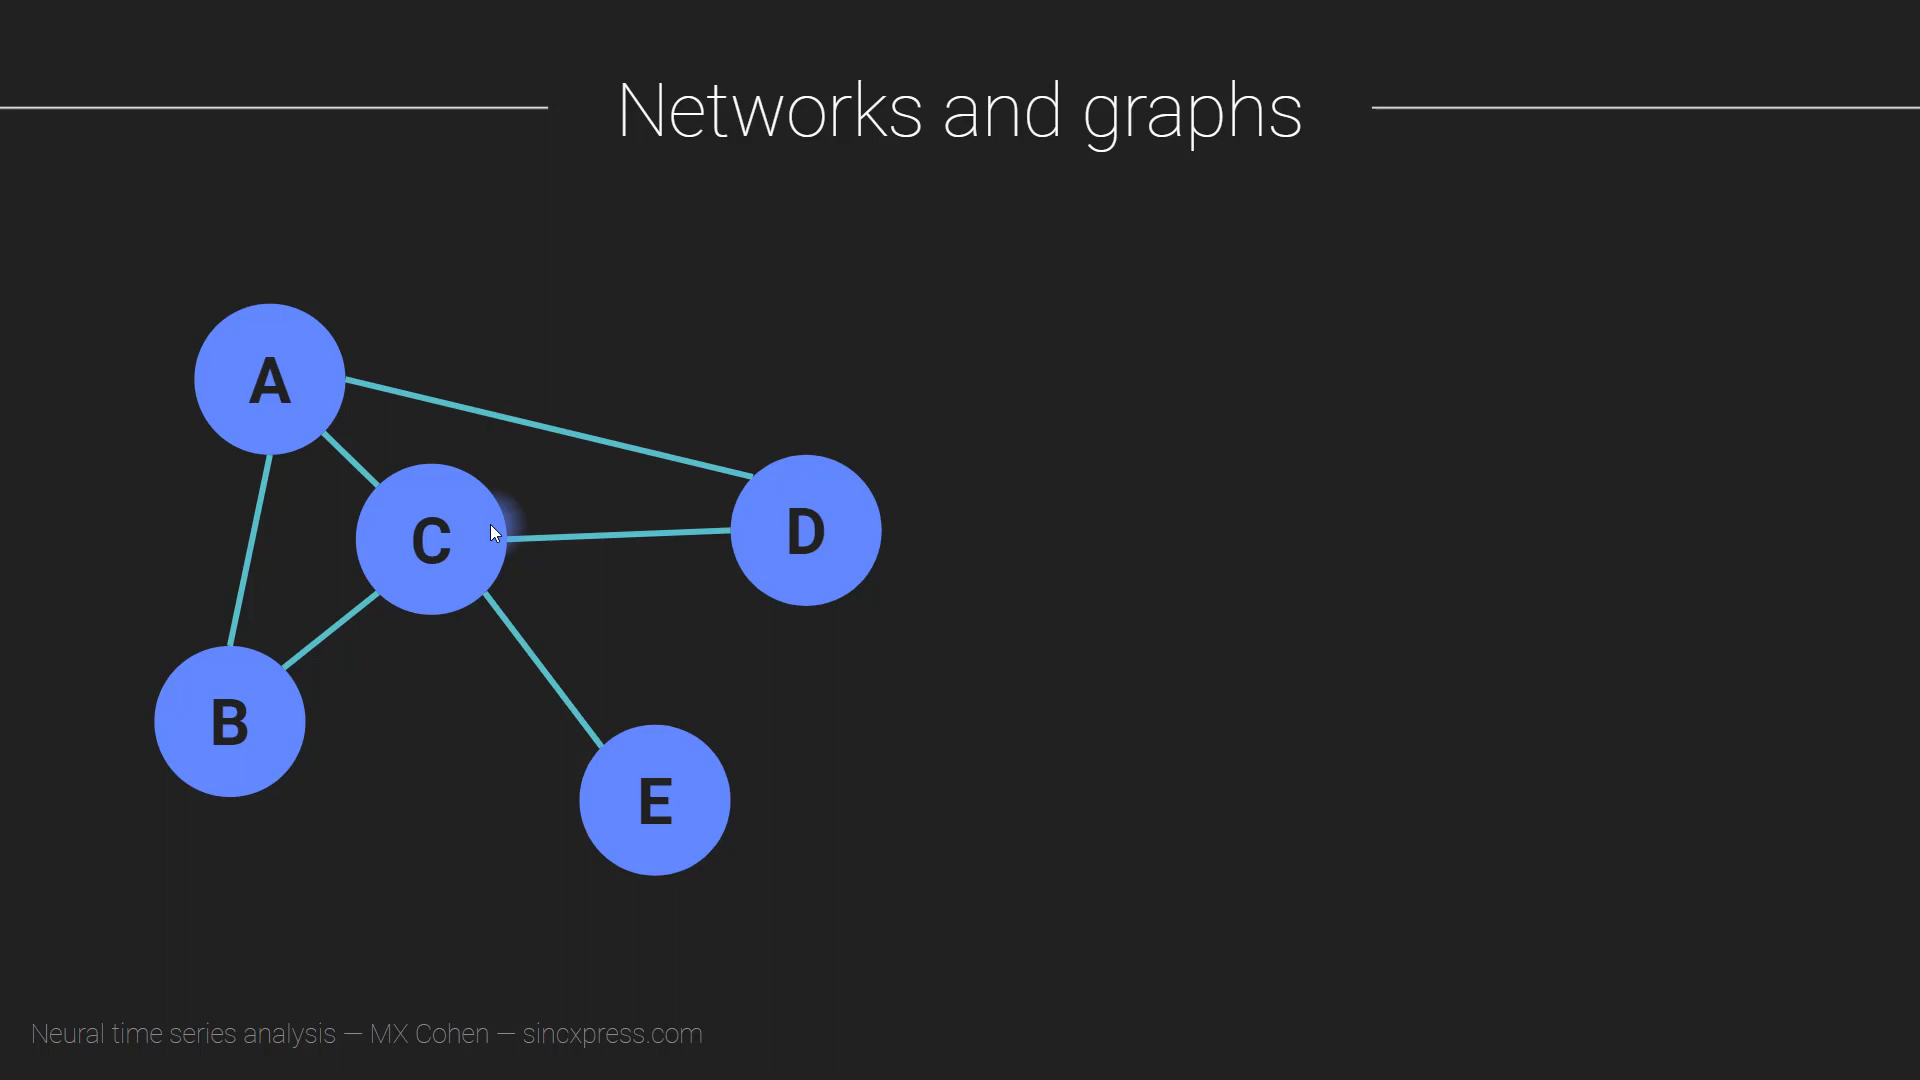 Networks and graphs
A
C
D
B
E
Neural time series analysis — MX Cohen — sincxpress.com